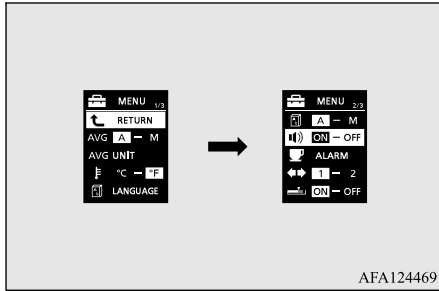 MENU 1/3
RETURN
AVG A – M
AVG UNIT
°C – °F
LANGUAGE
MENU 2/3
A – M
ON – OFF
ALARM
1 – 2
ON – OFF
AFA124469